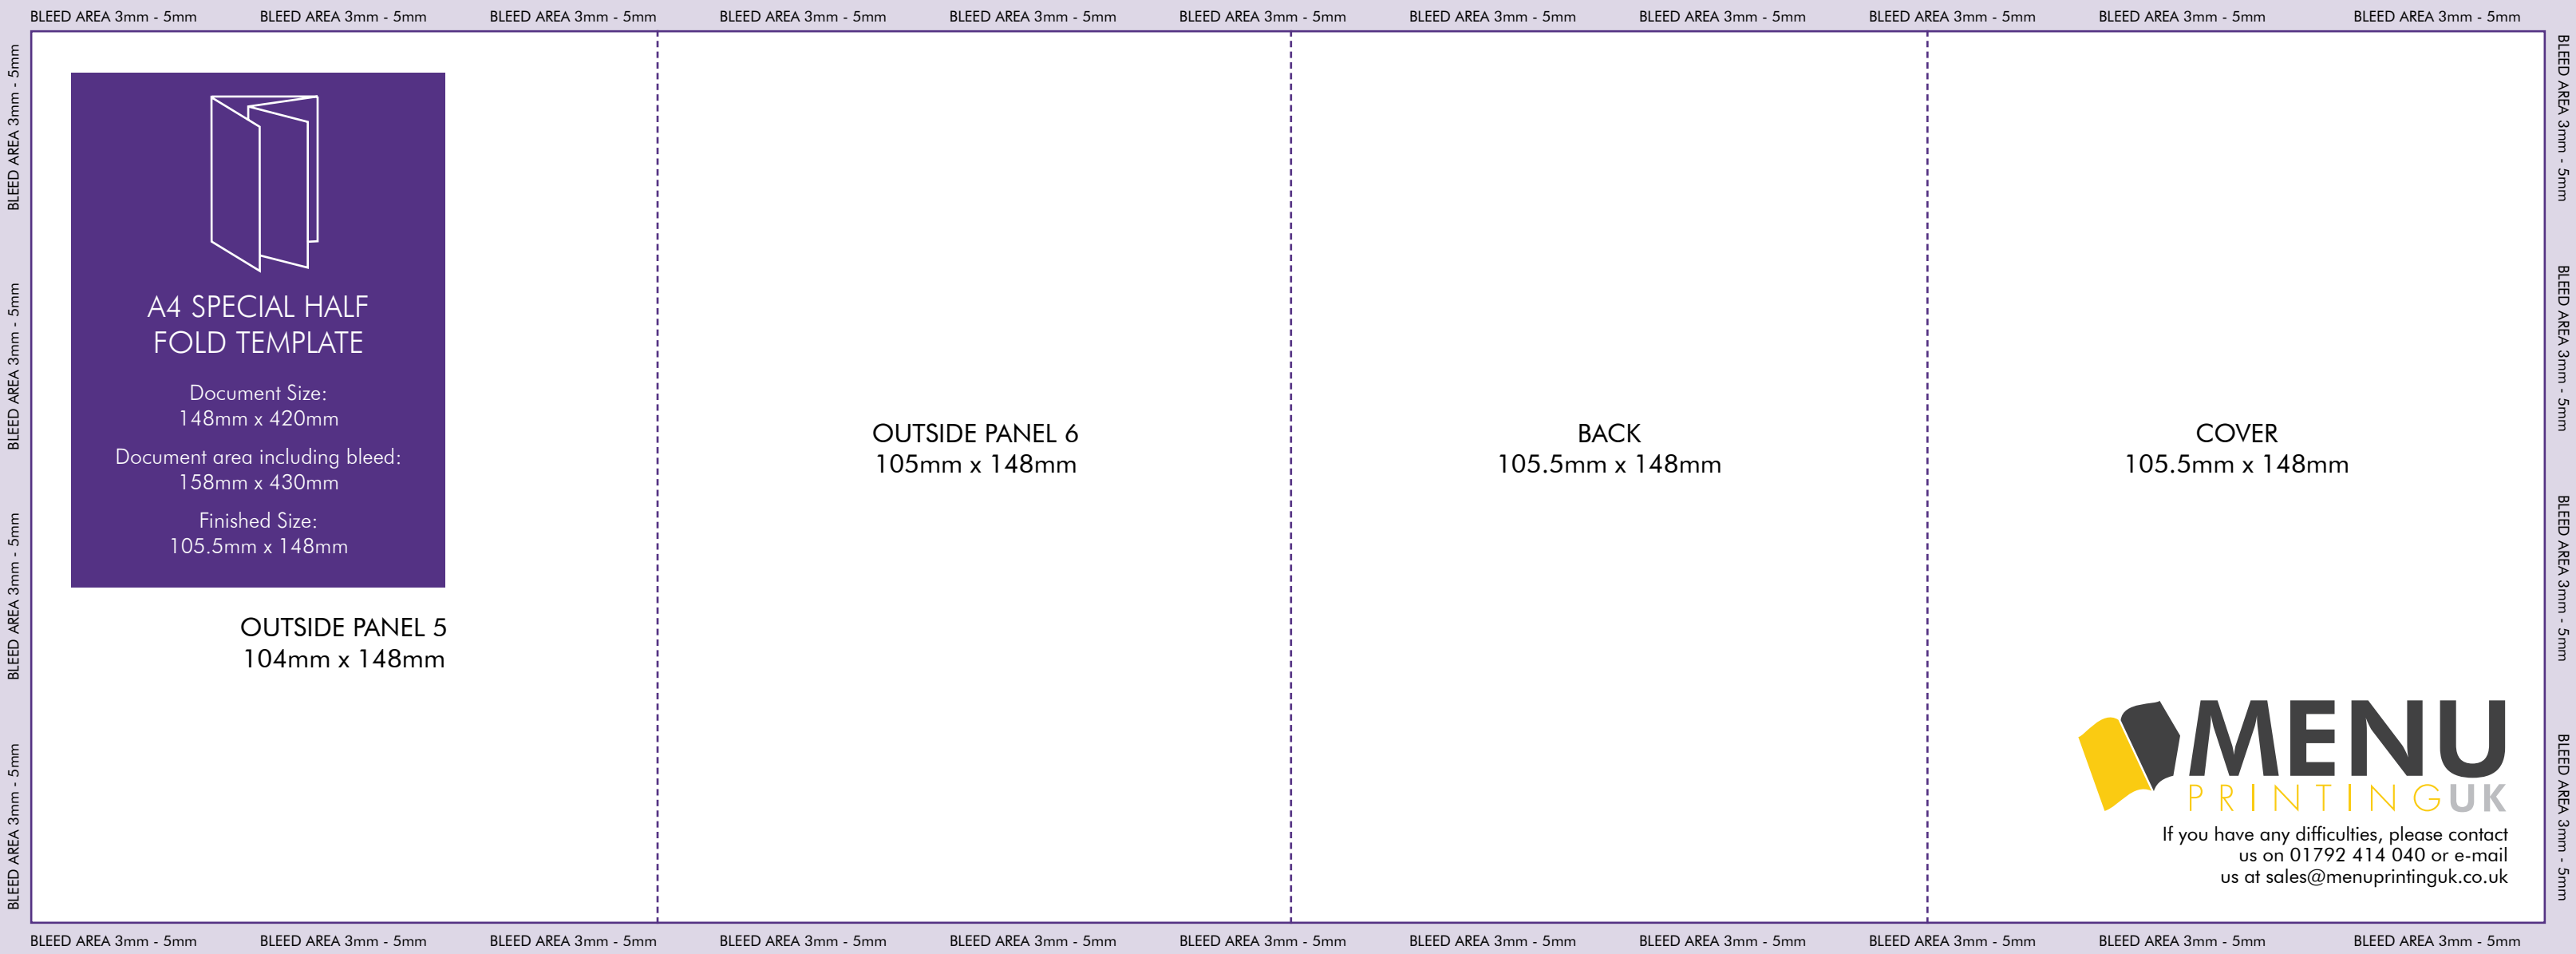 BLEED AREA 3mm - 5mm BLEED AREA 3mm - 5mm BLEED AREA 3mm - 5mm BLEED AREA 3mm - 5mm BLEED AREA 3mm - 5mm BLEED AREA 3mm - 5mm BLEED AREA 3mm - 5mm BLEED AREA 3mm - 5mm BLEED AREA 3mm - 5mm BLEED AREA 3mm - 5mm BLEED AREA 3mm - 5mm
BLEED AREA 3mm - 5mm BLEED AREA 3mm - 5mm BLEED AREA 3mm - 5mm BLEED AREA 3mm - 5mm
A4 SPECIAL HALF
FOLD TEMPLATE
Document Size:
148mm x 420mm
Document area including bleed:
158mm x 430mm
Finished Size:
105.5mm x 148mm
OUTSIDE PANEL 5
104mm x 148mm
OUTSIDE PANEL 6
105mm x 148mm
BACK
105.5mm x 148mm
COVER
105.5mm x 148mm
MENU
PRINTINGUK
If you have any difficulties, please contact
us on 01792 414 040 or e-mail
us at sales@menuprintinguk.co.uk
BLEED AREA 3mm - 5mm BLEED AREA 3mm - 5mm BLEED AREA 3mm - 5mm BLEED AREA 3mm - 5mm
BLEED AREA 3mm - 5mm BLEED AREA 3mm - 5mm BLEED AREA 3mm - 5mm BLEED AREA 3mm - 5mm BLEED AREA 3mm - 5mm BLEED AREA 3mm - 5mm BLEED AREA 3mm - 5mm BLEED AREA 3mm - 5mm BLEED AREA 3mm - 5mm BLEED AREA 3mm - 5mm BLEED AREA 3mm - 5mm